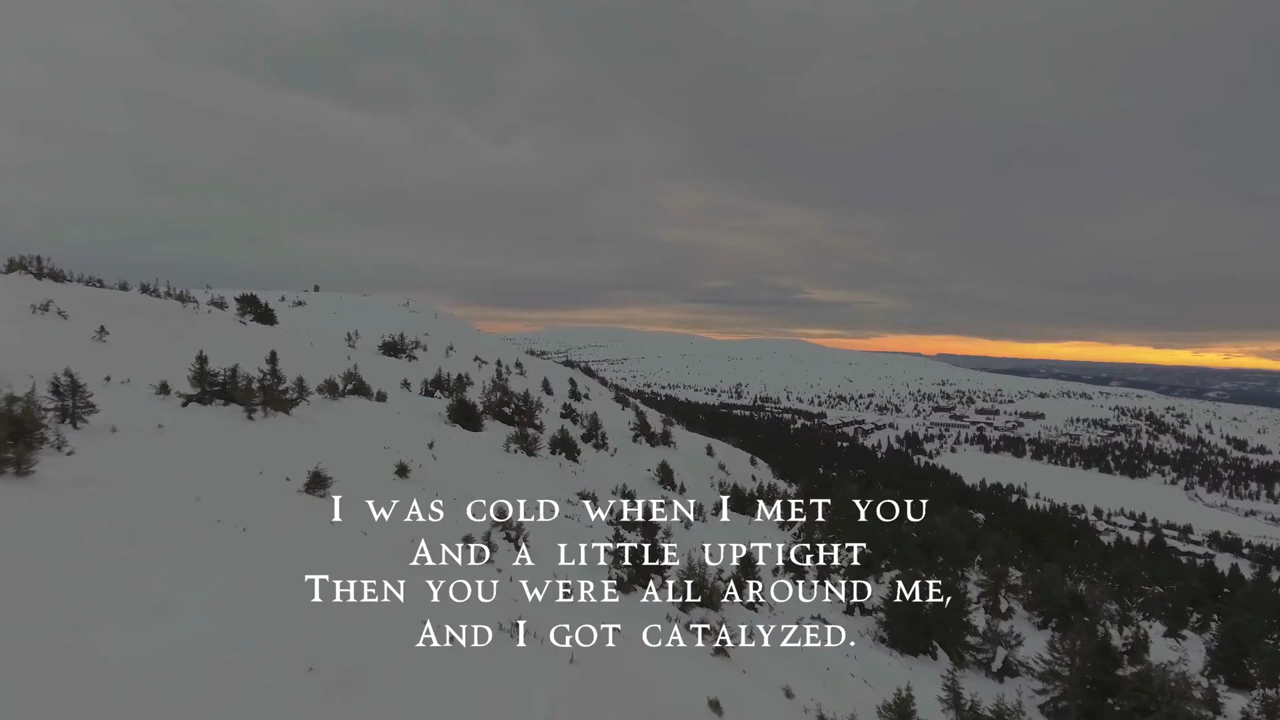 I was cold when I met you
And a little uptight
Then you were all around me,
And I got catalyzed.